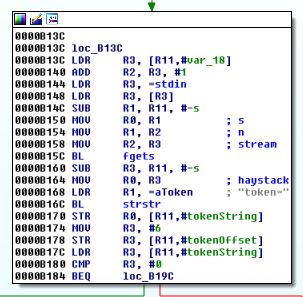 0000B13C
0000B13C loc_B13C
0000B13C LDR R3, [R11,#var_18]
0000B140 ADD R2, R3, #1
0000B144 LDR R3, =stdin
0000B148 LDR R3, [R3]
0000B14C SUB R1, R11, #-s
0000B150 MOV R0, R1 ; s
0000B154 MOV R1, R2 ; n
0000B158 MOV R2, R3 ; stream
0000B15C BL fgets
0000B160 SUB R3, R11, #-s
0000B164 MOV R0, R3 ; haystack
0000B168 LDR R1, =aToken ; "token="
0000B16C BL strstr
0000B170 STR R0, [R11,#tokenString]
0000B174 MOV R3, #6
0000B178 STR R3, [R11,#tokenOffset]
0000B17C LDR R3, [R11,#tokenString]
0000B180 CMP R3, #0
0000B184 BEQ loc_B19C